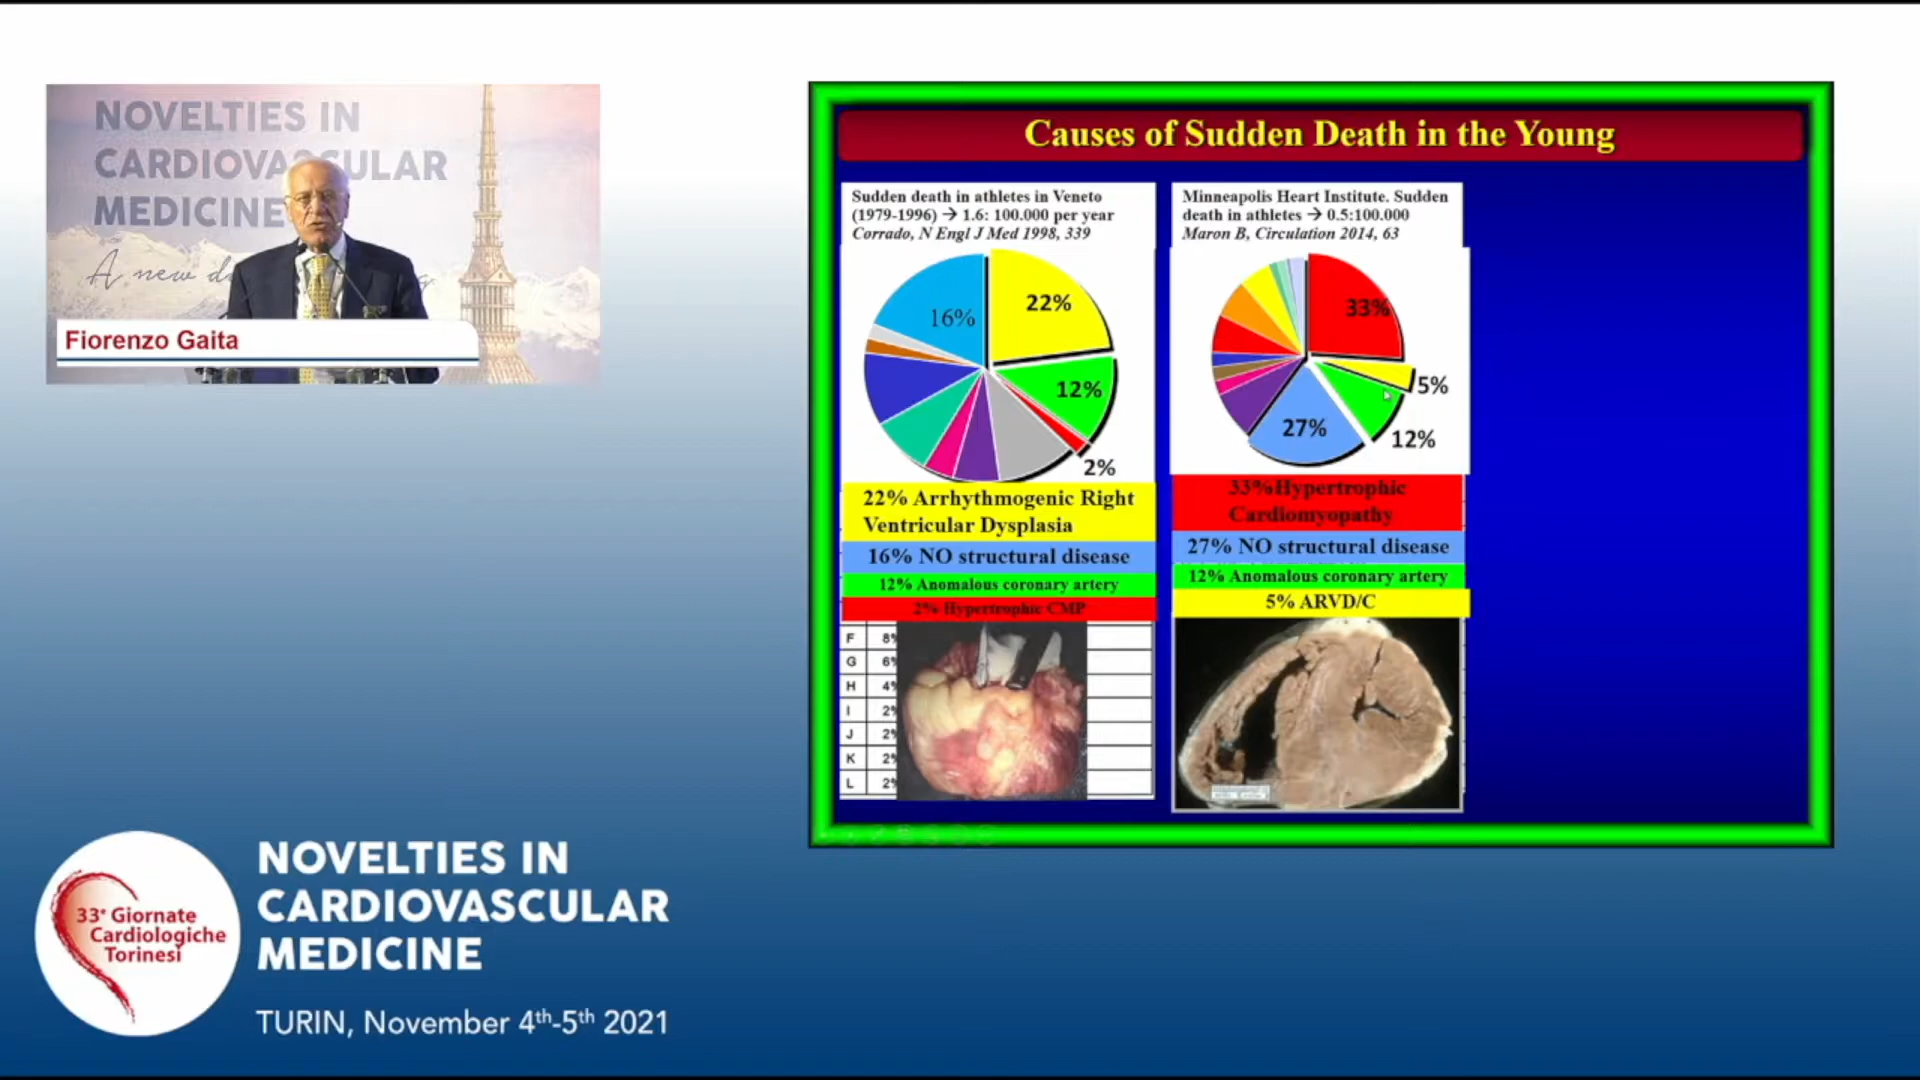 NOVELTIES IN
CARDIOVASCULAR
MEDICINE
A new d
Fiorenzo Gaita
Causes of Sudden Death in the Young
Sudden death in athletes in Veneto
(1979-1996) → 1.6: 100.000 per year
Corrado, N Engl J Med 1998, 339
22%
16%
12%
2%
22% Arrhythmogenic Right
Ventricular Dysplasia
16% NO structural disease
12% Anomalous coronary artery
2% Hypertrophic CMP
F 8%
G 6%
H 4%
I 2%
J 2%
K 2%
L 2%
Minneapolis Heart Institute. Sudden
death in athletes → 0.5:100.000
Maron B, Circulation 2014, 63
33%
5%
12%
27%
33%Hypertrophic
Cardiomyopathy
27% NO structural disease
12% Anomalous coronary artery
5% ARVD/C
33° Giornate
Cardiologiche
Torinesi
NOVELTIES IN
CARDIOVASCULAR
MEDICINE
TURIN, November 4th-5th 2021